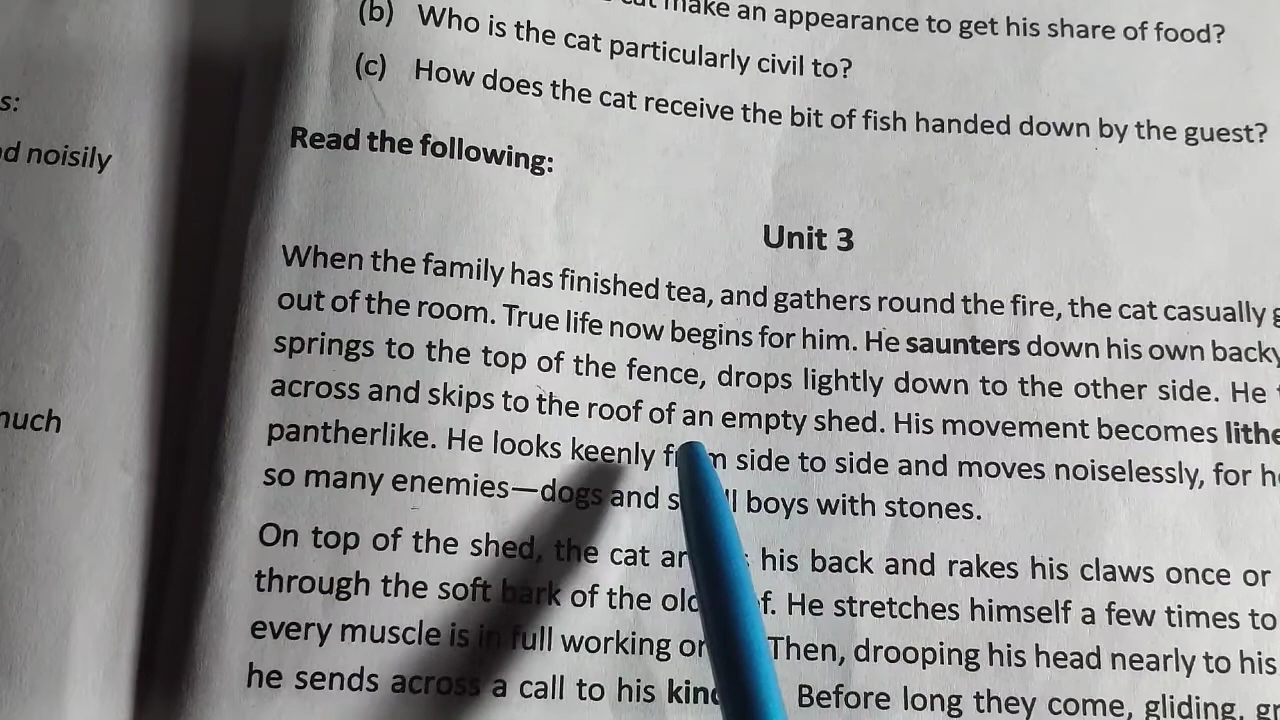 make an appearance to get his share of food?
(b) Who is the cat particularly civil to?
(c) How does the cat receive the bit of fish handed down by the guest?
s:
noisily
Read the following:
Unit 3
When the family has finished tea, and gathers round the fire, the cat casually
out of the room. True life now begins for him. He saunters down his own
springs to the top of the fence, drops lightly down to the other side. He
across and skips to the roof of an empty shed. His movement becomes
pantherlike. He looks keenly side to side and moves noiselessly, for
so many enemies—dogs and boys with stones.
On top of the shed, the cat his back and rakes his claws once or
through the soft bark of the He stretches himself a few times to
every muscle is in full working Then, drooping his head nearly to his
he sends across a call to his Before long they come, gliding,